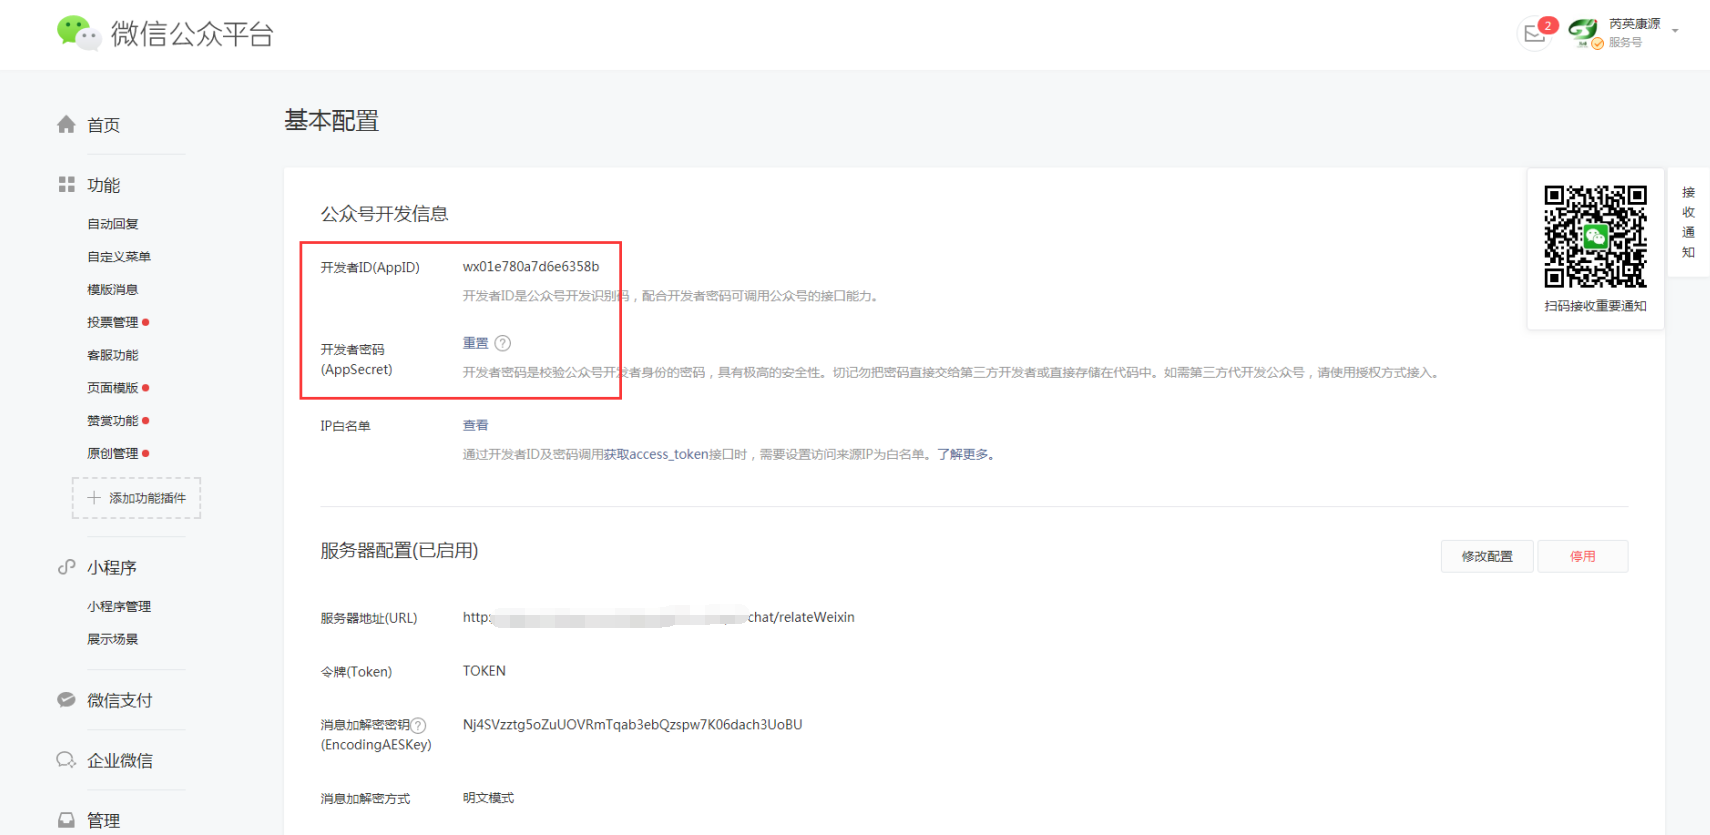 微信公众平台
2
芮英康源
服务号
首页
功能
自动回复
自定义菜单
模版消息
投票管理
客服功能
页面模版
赞赏功能
原创管理
添加功能插件
小程序
小程序管理
展示场景
微信支付
企业微信
管理
基本配置
公众号开发信息
开发者ID(AppID)
wx01e780a7d6e6358b
开发者ID是公众号开发识别码，配合开发者密码可调用公众号的接口能力。
开发者密码
(AppSecret)
重置 ?
开发者密码是校验公众号开发者身份的密码，具有极高的安全性。切记勿把密码直接交给第三方开发者或直接存储在代码中。如需第三方代开发公众号，请使用授权方式接入。
IP白名单
查看
通过开发者ID及密码调用获取access_token接口时，需要设置访问来源IP为白名单。了解更多。
服务器配置(已启用)
修改配置
停用
服务器地址(URL)
http: chat/relateWeixin
令牌(Token)
TOKEN
消息加解密密钥 ?
(EncodingAESKey)
Nj4SVzztg5oZuUOVRmTqab3ebQzspw7K06dach3UoBU
消息加解密方式
明文模式
扫码接收重要通知
接
收
通
知